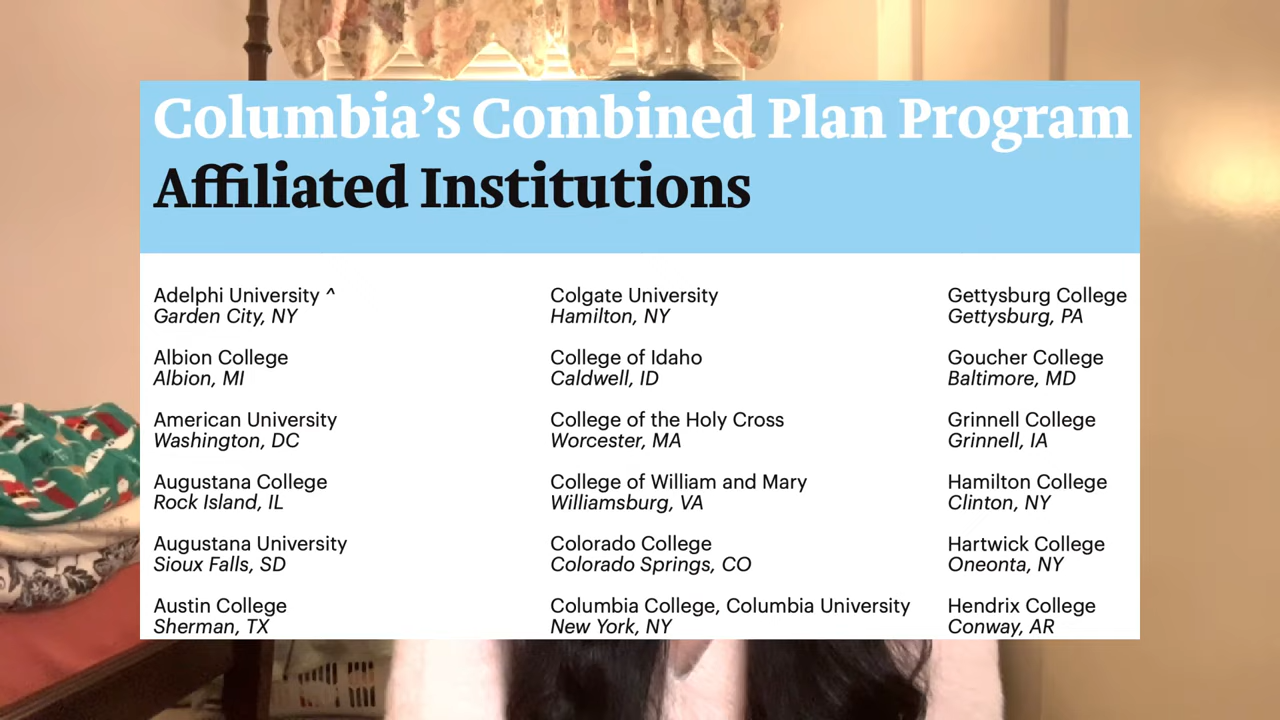 Columbia’s Combined Plan Program
Affiliated Institutions
Adelphi University ^
Garden City, NY
Albion College
Albion, MI
American University
Washington, DC
Augustana College
Rock Island, IL
Augustana University
Sioux Falls, SD
Austin College
Sherman, TX
Colgate University
Hamilton, NY
College of Idaho
Caldwell, ID
College of the Holy Cross
Worcester, MA
College of William and Mary
Williamsburg, VA
Colorado College
Colorado Springs, CO
Columbia College, Columbia University
New York, NY
Gettysburg College
Gettysburg, PA
Goucher College
Baltimore, MD
Grinnell College
Grinnell, IA
Hamilton College
Clinton, NY
Hartwick College
Oneonta, NY
Hendrix College
Conway, AR